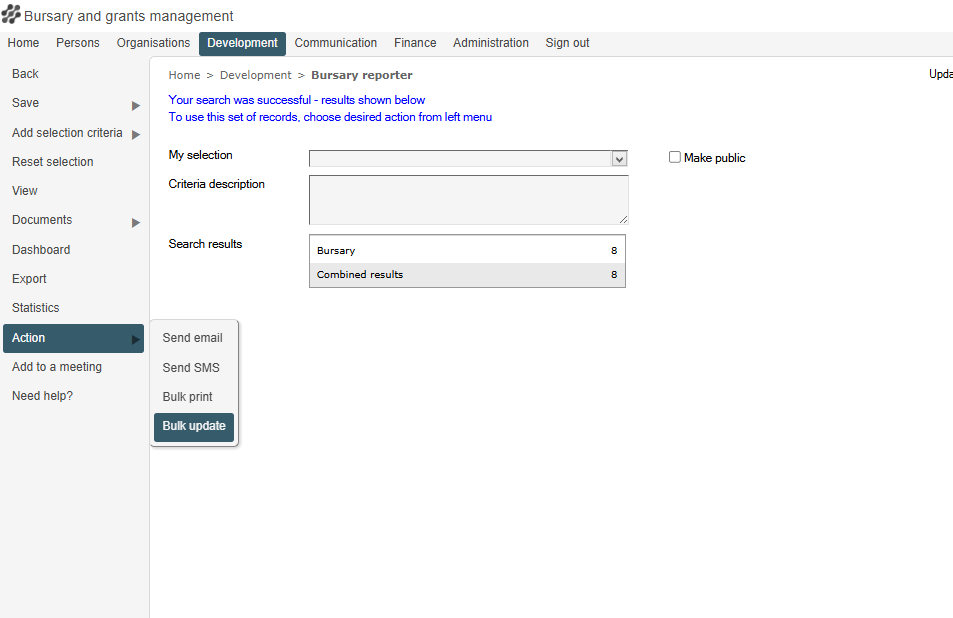 Bursary and grants management
Home Persons Organisations Development Communication Finance Administration Sign out
Back
Save
Add selection criteria
Reset selection
View
Documents
Dashboard
Export
Statistics
Action
Add to a meeting
Need help?
Home > Development > Bursary reporter
Upda
Your search was successful - results shown below
To use this set of records, choose desired action from left menu
My selection
Make public
Criteria description
Search results
Bursary 8
Combined results 8
Send email
Send SMS
Bulk print
Bulk update